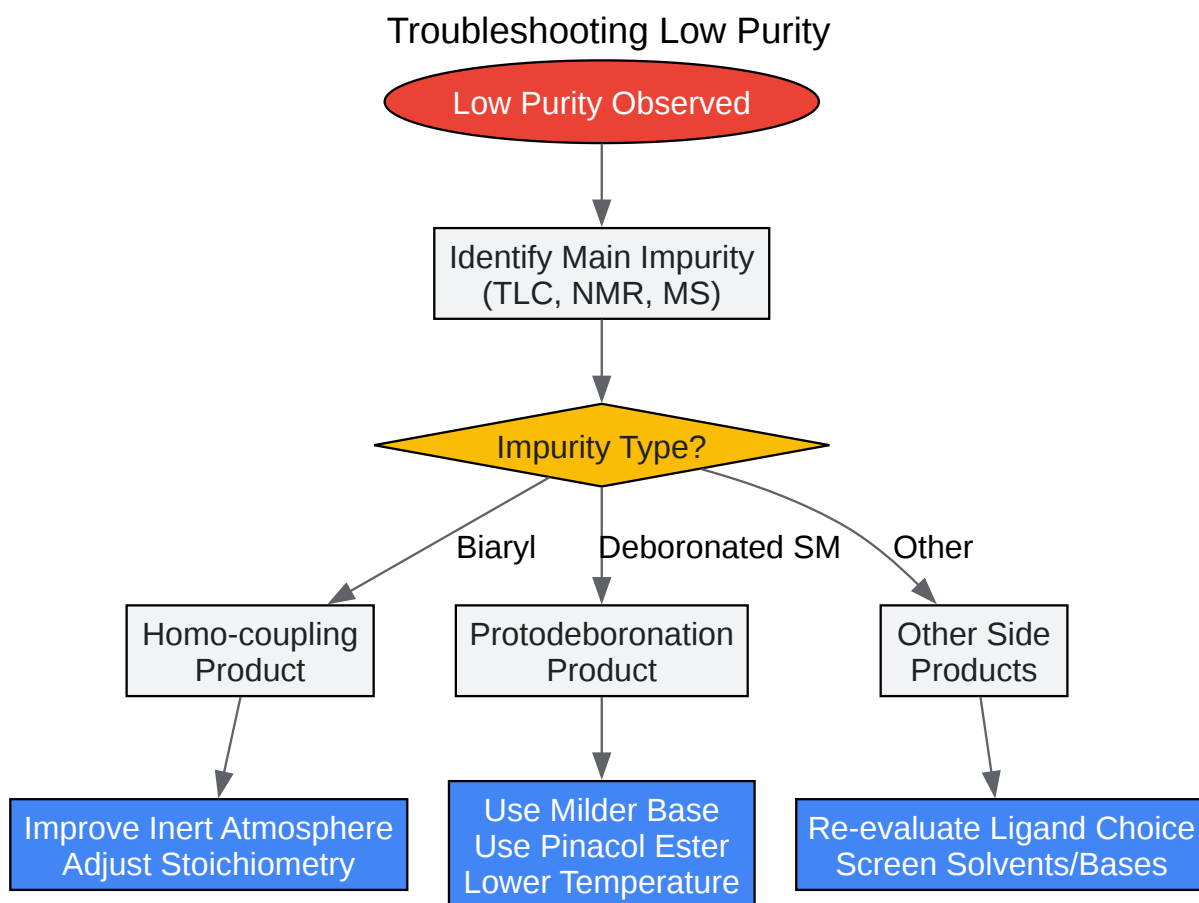 Troubleshooting Low Purity
Low Purity Observed
Identify Main Impurity
(TLC, NMR, MS)
Impurity Type?
Biaryl
Deboronated SM
Other
Homo-coupling
Product
Protodeboronation
Product
Other Side
Products
Improve Inert Atmosphere
Adjust Stoichiometry
Use Milder Base
Use Pinacol Ester
Lower Temperature
Re-evaluate Ligand Choice
Screen Solvents/Bases